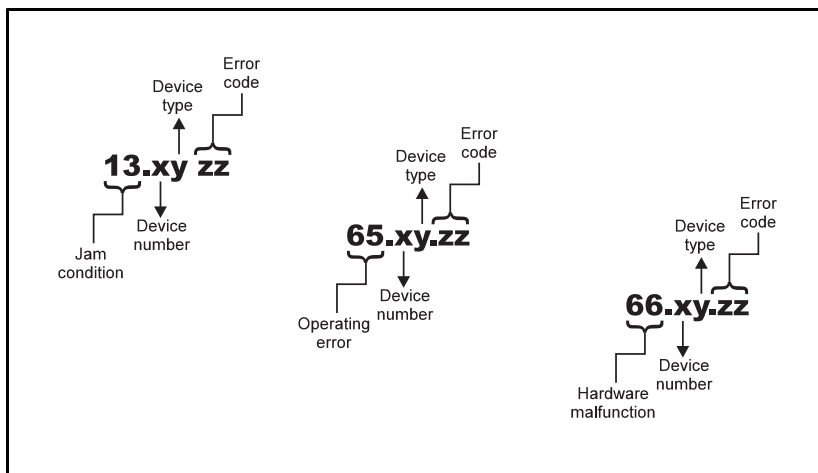 Error
code
Device
type
13.xy zz
Device
number
Jam
condition
Error
code
Device
type
65.xy.zz
Device
number
Operating
error
Error
code
Device
type
66.xy.zz
Device
number
Hardware
malfunction